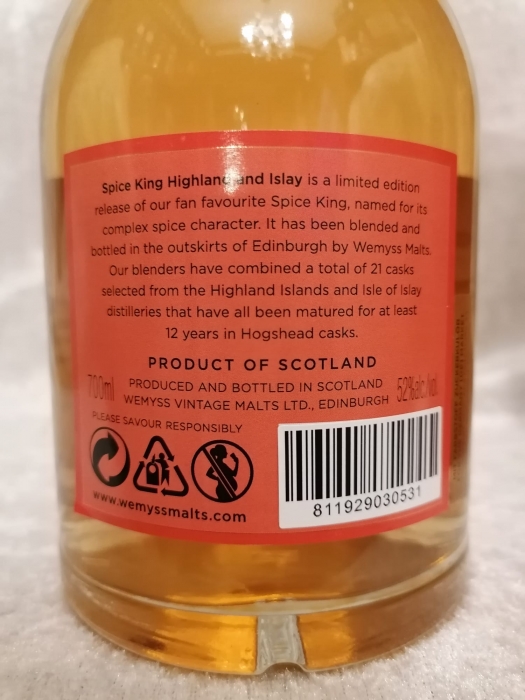 Spice King Highland and Islay is a limited edition
release of our fan favourite Spice King, named for its
complex spice character. It has been blended and
bottled in the outskirts of Edinburgh by Wemyss Malts.
Our blenders have combined a total of 21 casks
selected from the Highland Islands and Isle of Islay
distilleries that have all been matured for at least
12 years in Hogshead casks.
PRODUCT OF SCOTLAND
700ml
PRODUCED AND BOTTLED IN SCOTLAND
WEMYSS VINTAGE MALTS LTD., EDINBURGH
52%alc./vol
PLEASE SAVOUR RESPONSIBLY
www.wemyssmalts.com
811929030531